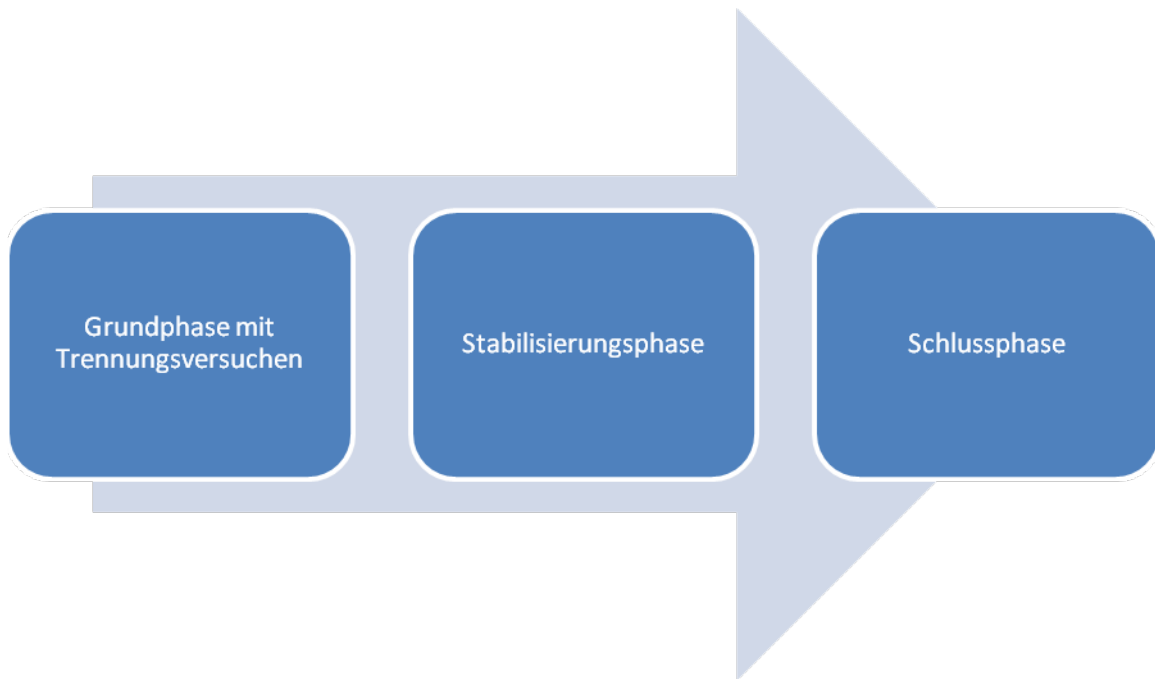 Grundphase mit
Trennungsversuchen
Stabilisierungsphase
Schlussphase